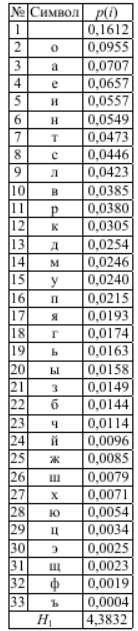 № Символ p(i)
1 0,1612
2 о 0,0955
3 а 0,0707
4 е 0,0657
5 и 0,0557
6 н 0,0549
7 т 0,0473
8 с 0,0446
9 л 0,0423
10 в 0,0385
11 р 0,0380
12 к 0,0305
13 д 0,0254
14 м 0,0246
15 у 0,0240
16 п 0,0215
17 я 0,0193
18 г 0,0174
19 ь 0,0163
20 ы 0,0158
21 з 0,0149
22 б 0,0144
23 ч 0,0114
24 й 0,0096
25 ж 0,0085
26 ш 0,0079
27 х 0,0071
28 ю 0,0054
29 ц 0,0034
30 э 0,0025
31 щ 0,0023
32 ф 0,0019
33 ъ 0,0004
H₁ 4,3832